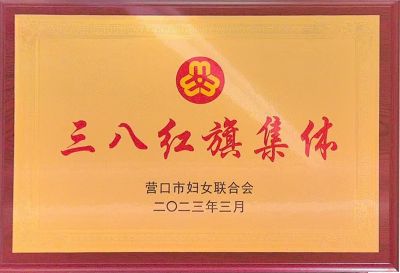 三八红旗集体
营口市妇女联合会
二〇二三年三月